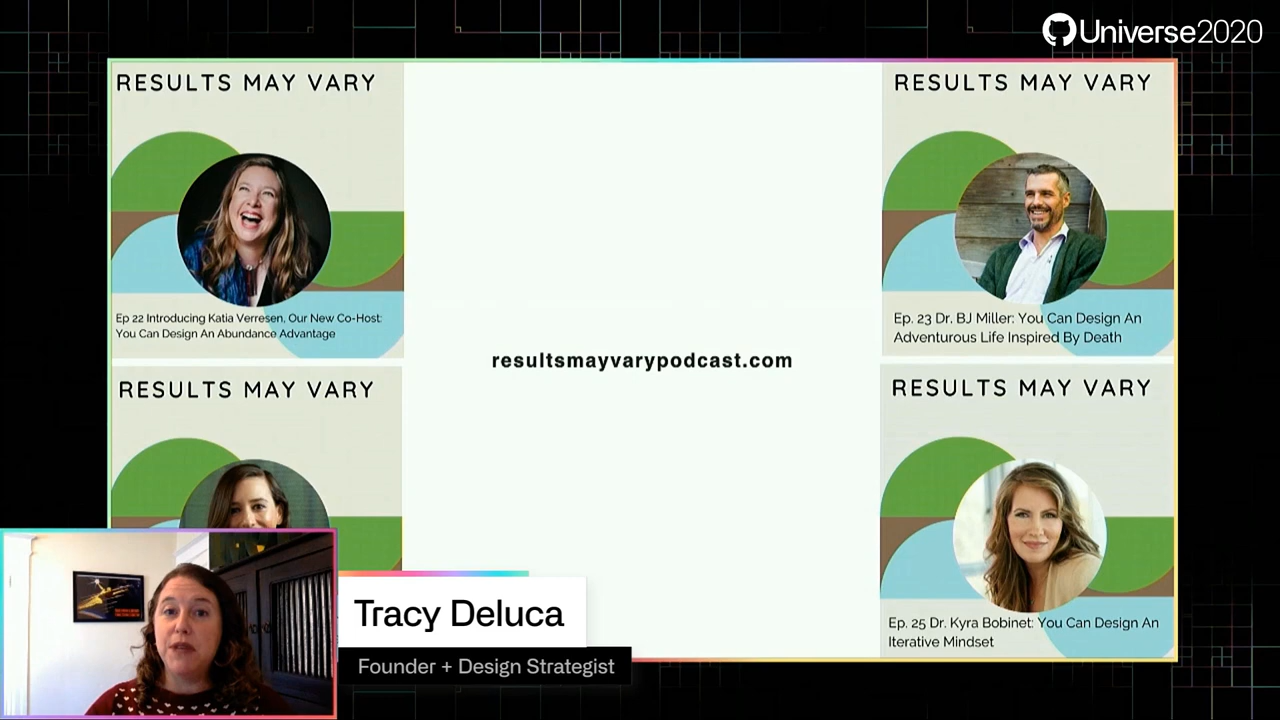 Universe2020
RESULTS MAY VARY
Ep 22 Introducing Katia Verresen, Our New Co-Host:
You Can Design An Abundance Advantage
RESULTS MAY VARY
Ep. 23 Dr. BJ Miller: You Can Design An
Adventurous Life Inspired By Death
resultsmayvarypodcast.com
RESULTS MAY VARY
RESULTS MAY VARY
Ep. 25 Dr. Kyra Bobinet: You Can Design An
Iterative Mindset
Tracy Deluca
Founder + Design Strategist